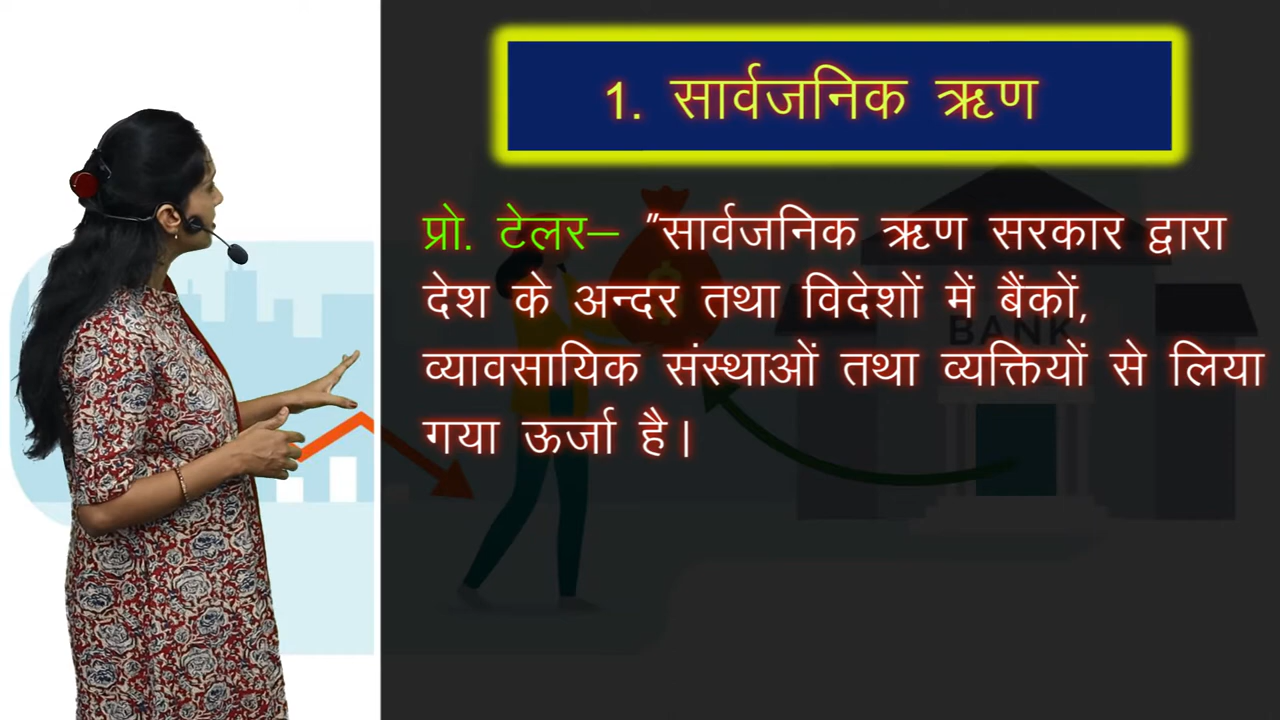 1. सार्वजनिक ऋण
प्रो. टेलर– "सार्वजनिक ऋण सरकार द्वारा
देश के अन्दर तथा विदेशों में बैंकों,
व्यावसायिक संस्थाओं तथा व्यक्तियों से लिया
गया ऊर्जा है।
BANK